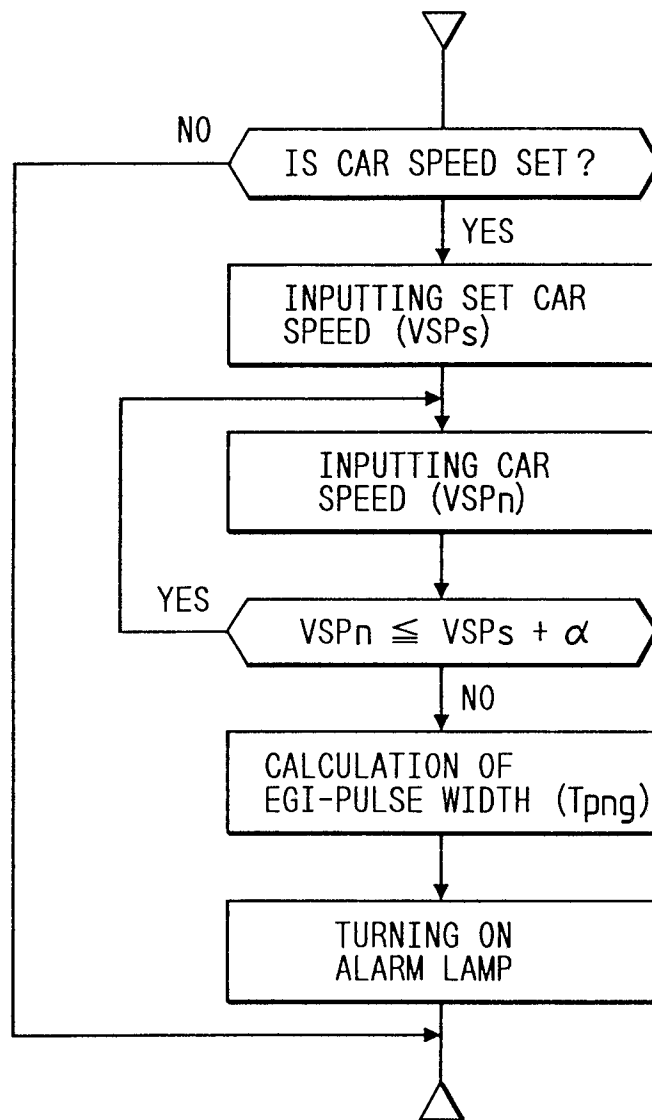 NO
IS CAR SPEED SET?
YES
INPUTTING SET CAR
SPEED (VSPs)
INPUTTING CAR
SPEED (VSPn)
YES
VSPn ≦ VSPs + α
NO
CALCULATION OF
EGI-PULSE WIDTH (Tpng)
TURNING ON
ALARM LAMP